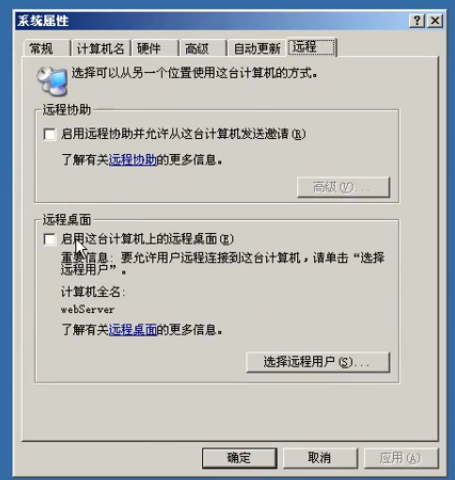 系统属性
常规 计算机名 硬件 高级 自动更新 远程
选择可以从另一个位置使用这台计算机的方式。
远程协助
启用远程协助并允许从这台计算机发送邀请(R)
了解有关远程协助的更多信息。
高级(V)...
远程桌面
启用这台计算机上的远程桌面(E)
重要信息: 要允许用户远程连接到这台计算机，请单击“选择
远程用户”。
计算机全名:
webServer
了解有关远程桌面的更多信息。
选择远程用户(S)...
确定 取消 应用(A)